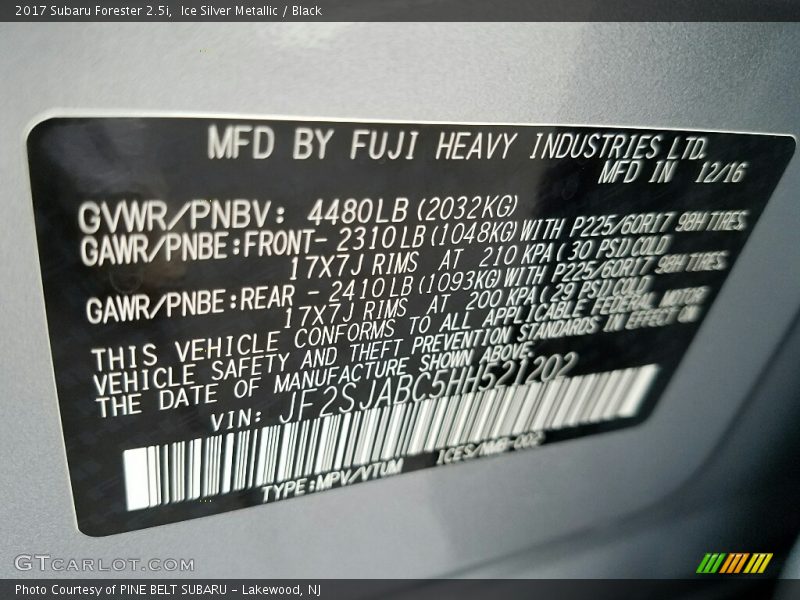 2017 Subaru Forester 2.5i, Ice Silver Metallic / Black
MFD BY FUJI HEAVY INDUSTRIES LTD.
MFD IN 12/16
GVWR/PNBV: 4480LB (2032KG)
GAWR/PNBE:FRONT- 2310LB (1048KG) WITH P225/60R17 98H TIRES
17X7J RIMS AT 210 KPA (30 PSI) COLD
GAWR/PNBE:REAR - 2410LB (1093KG) WITH P225/60R17 98H TIRES
17X7J RIMS AT 200 KPA (29 PSI) COLD
THIS VEHICLE CONFORMS TO ALL APPLICABLE FEDERAL MOTOR
VEHICLE SAFETY AND THEFT PREVENTION STANDARDS IN EFFECT ON
THE DATE OF MANUFACTURE SHOWN ABOVE.
VIN: JF2SJABC5HH521202
TYPE:MPV/VTUM
GTCARLOT.COM
Photo Courtesy of PINE BELT SUBARU - Lakewood, NJ